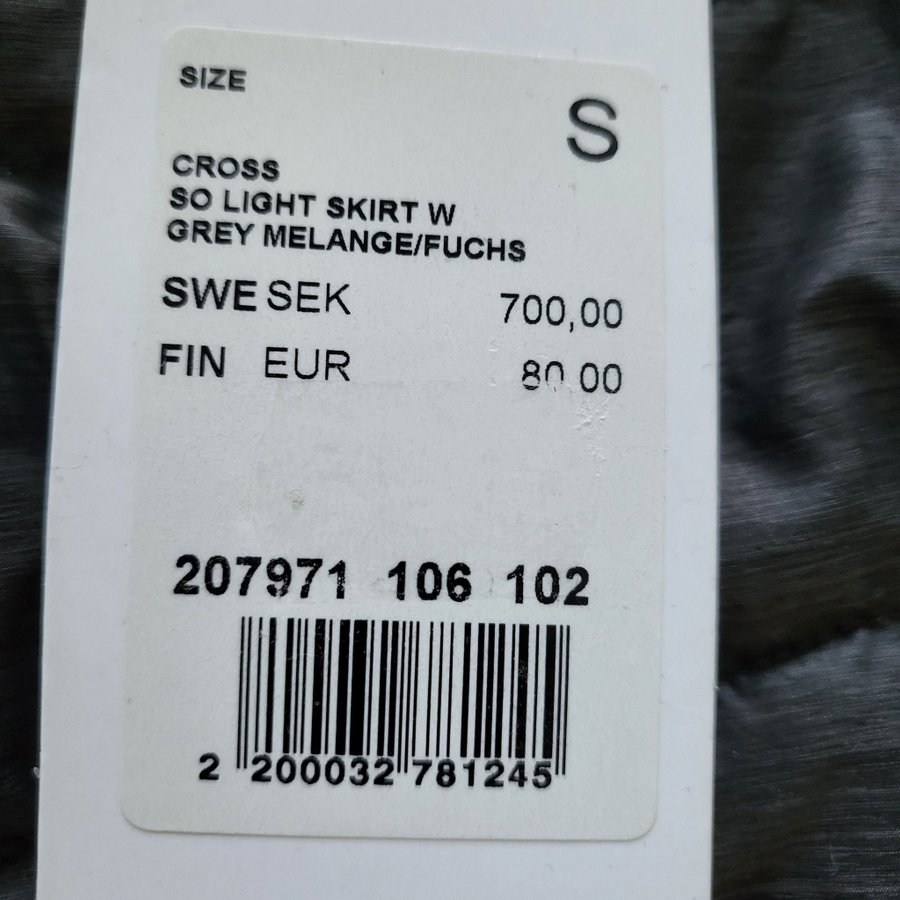 SIZE
S
CROSS
SO LIGHT SKIRT W
GREY MELANGE/FUCHS
SWE SEK 700,00
FIN EUR 80,00
207971 106 102
2 200032 781245